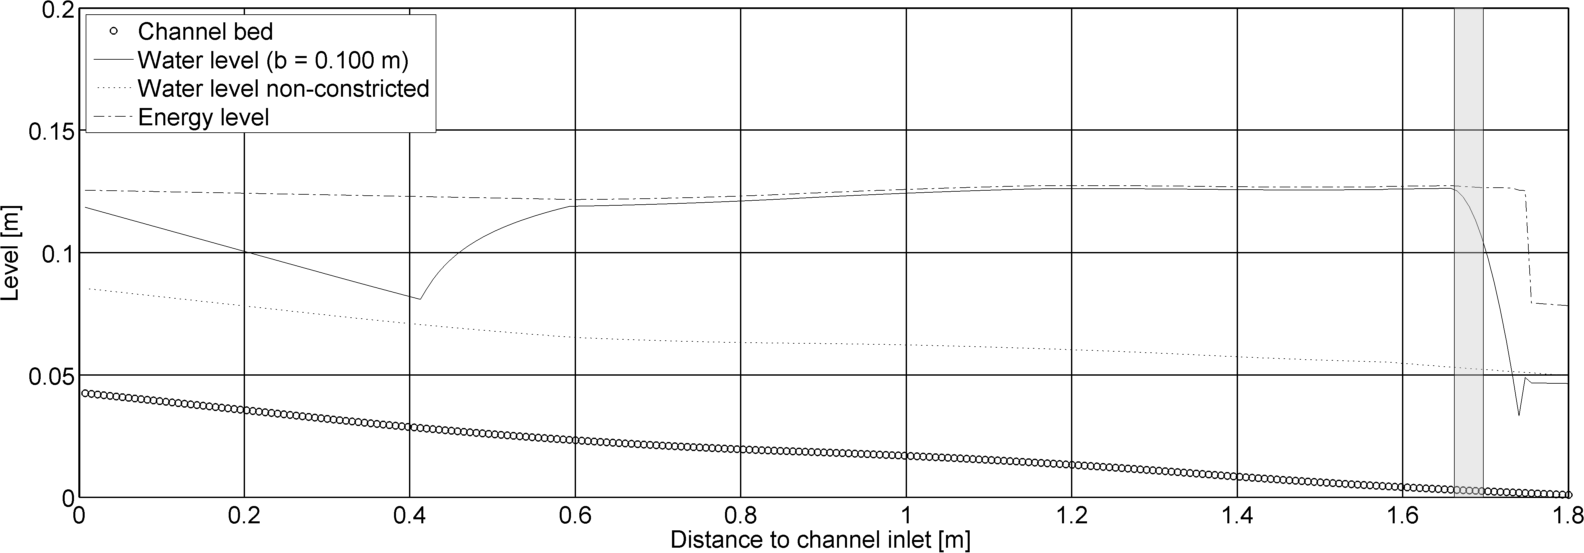 0.2
Channel bed
Water level (b = 0.100 m)
Water level non-constricted
Energy level
0.15
Level [m]
0.1
0.05
0
0 0.2 0.4 0.6 0.8 1 1.2 1.4 1.6 1.8
Distance to channel inlet [m]